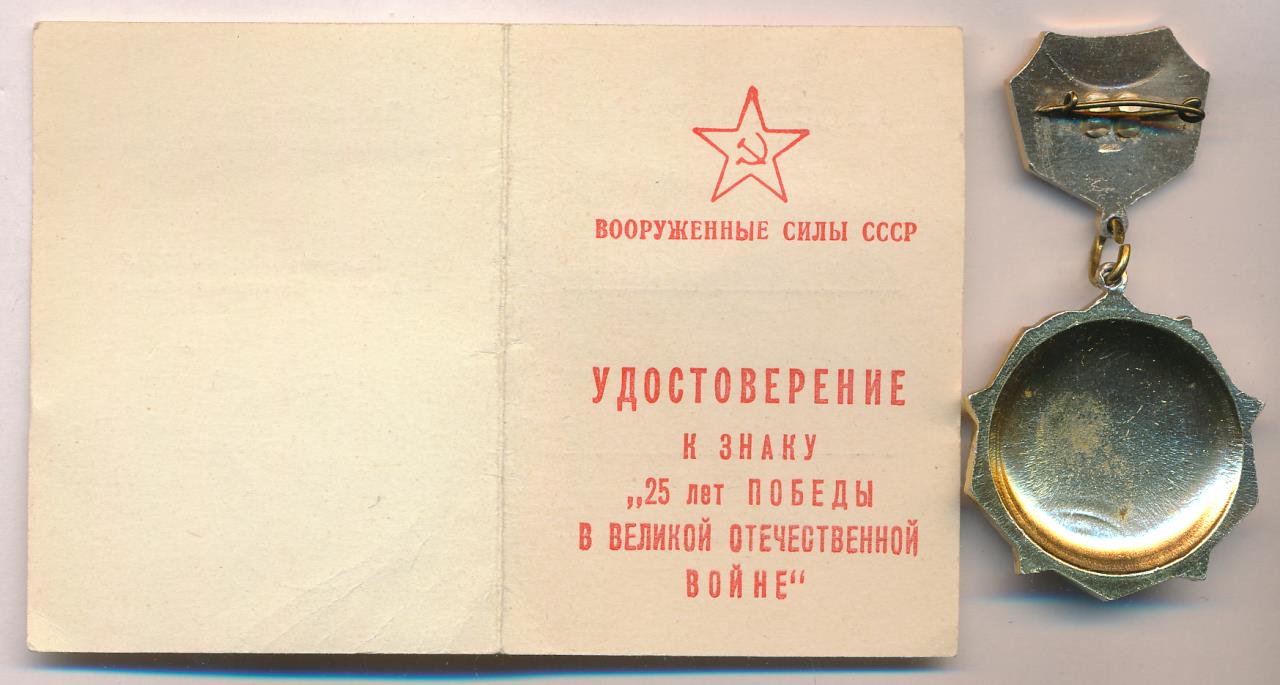 ВООРУЖЕННЫЕ СИЛЫ СССР
УДОСТОВЕРЕНИЕ
К ЗНАКУ
„25 лет ПОБЕДЫ
В ВЕЛИКОЙ ОТЕЧЕСТВЕННОЙ
ВОЙНЕ“